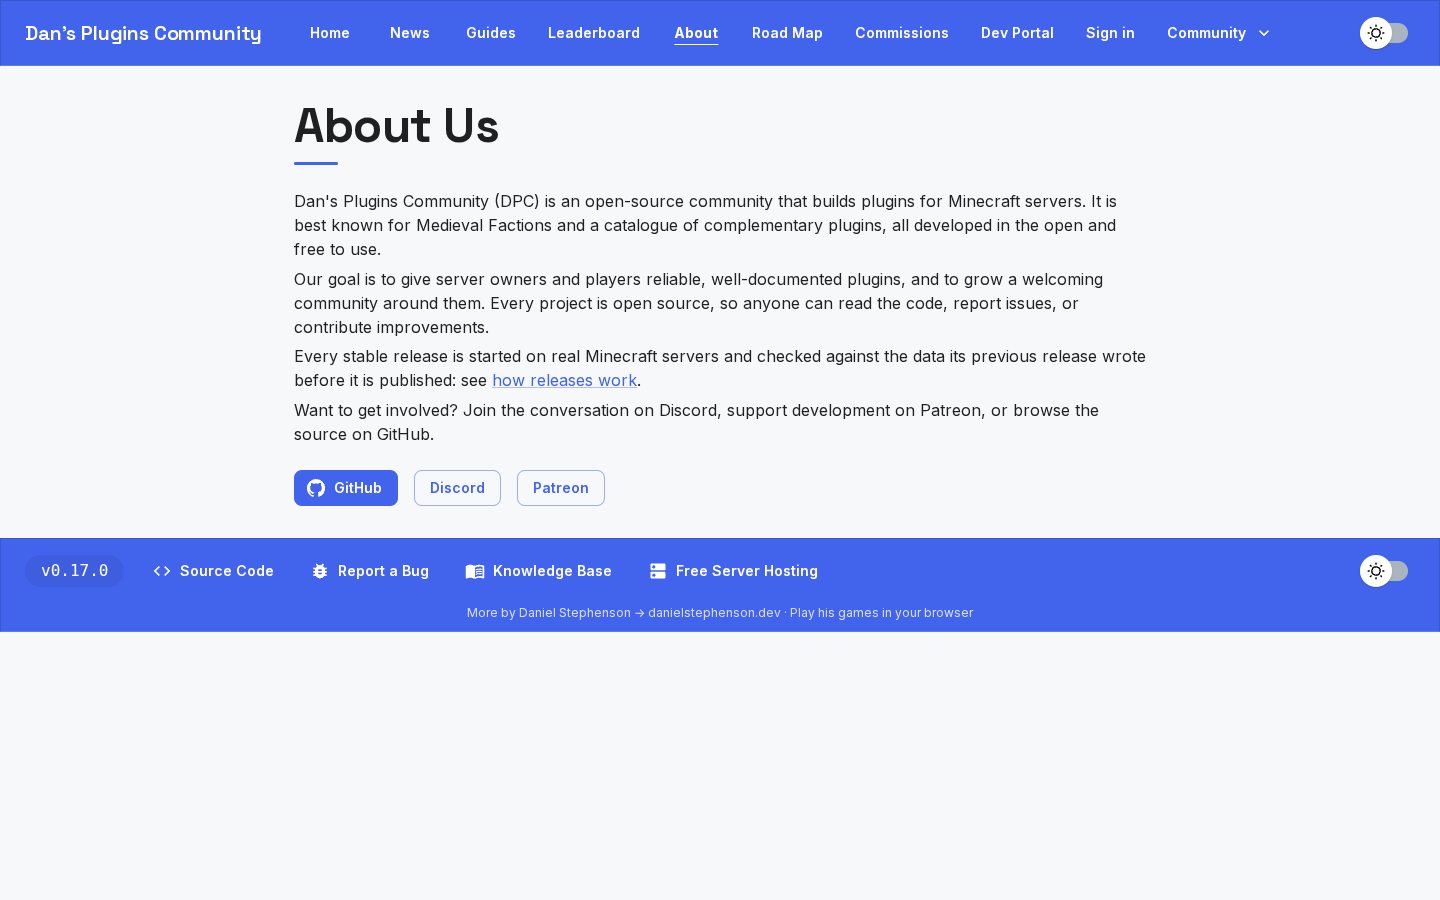 Dan's Plugins Community
Home
News
Guides
Leaderboard
About
Road Map
Commissions
Dev Portal
Sign in
Community
About Us
Dan's Plugins Community (DPC) is an open-source community that builds plugins for Minecraft servers. It is
best known for Medieval Factions and a catalogue of complementary plugins, all developed in the open and
free to use.
Our goal is to give server owners and players reliable, well-documented plugins, and to grow a welcoming
community around them. Every project is open source, so anyone can read the code, report issues, or
contribute improvements.
Every stable release is started on real Minecraft servers and checked against the data its previous release wrote
before it is published: see how releases work.
Want to get involved? Join the conversation on Discord, support development on Patreon, or browse the
source on GitHub.
GitHub
Discord
Patreon
v0.17.0
Source Code
Report a Bug
Knowledge Base
Free Server Hosting
More by Daniel Stephenson → danielstephenson.dev · Play his games in your browser